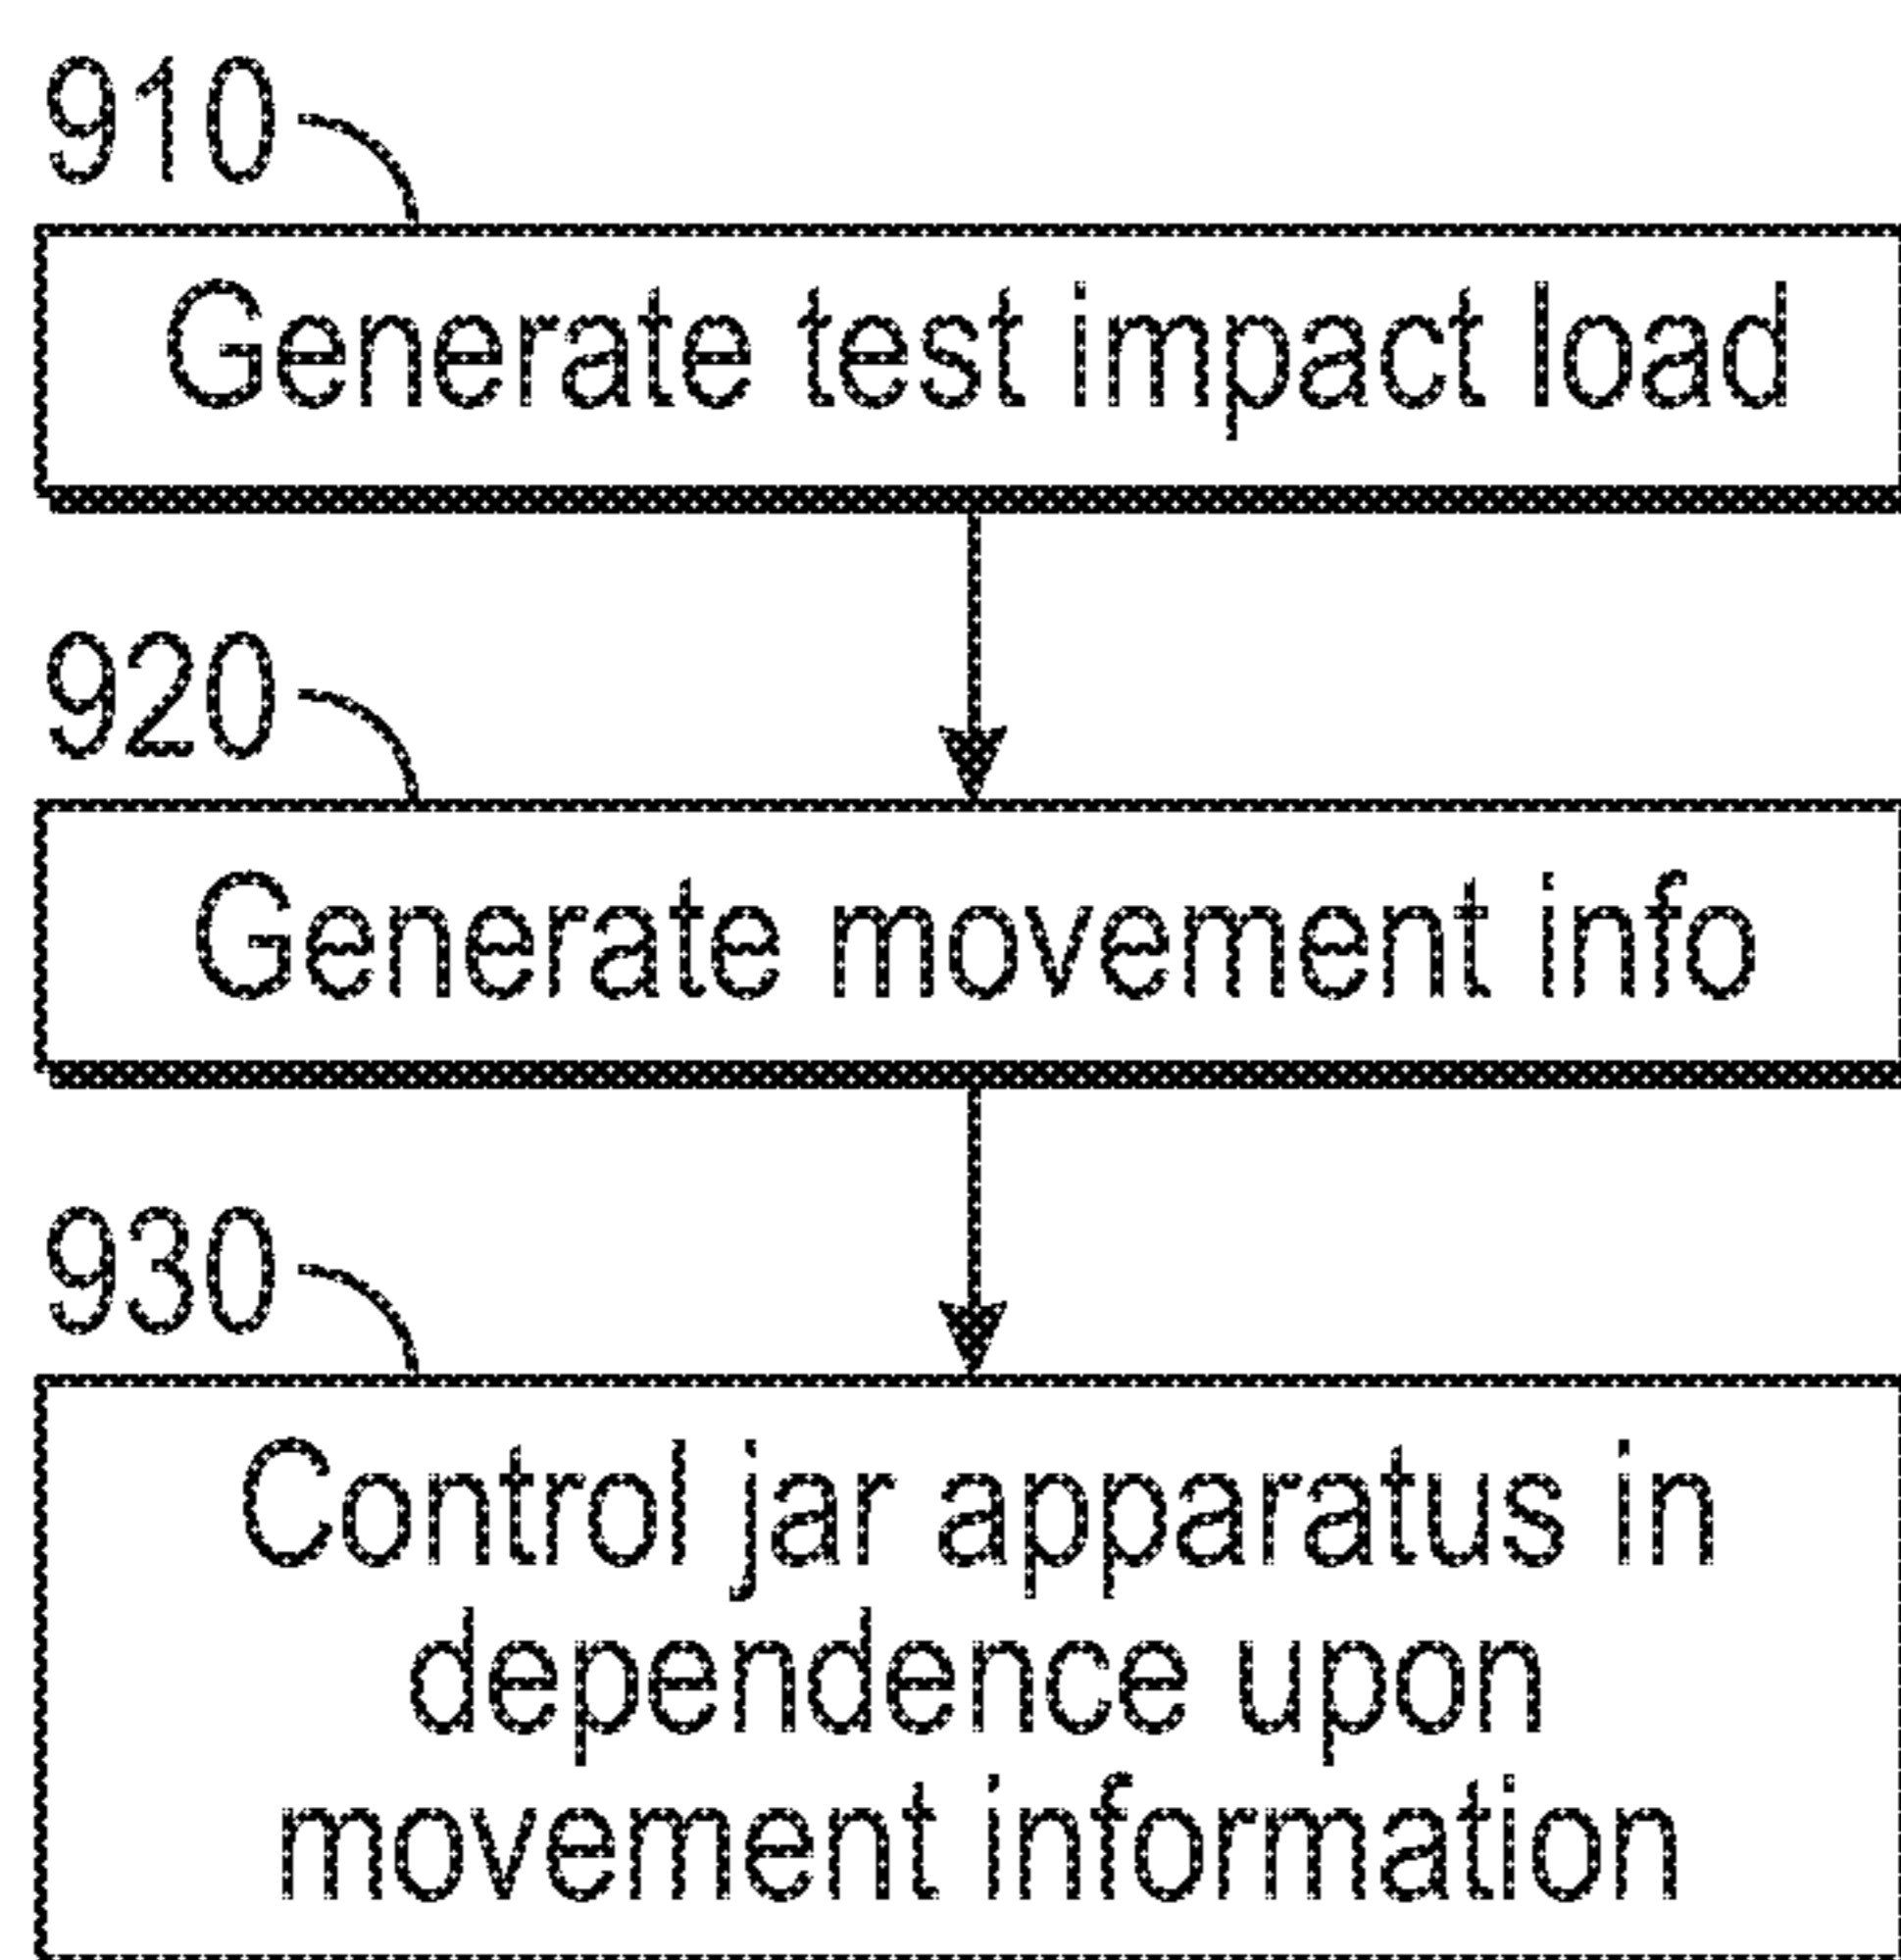 910
Generate test impact load
920
Generate movement info
930
Control jar apparatus in
dependence upon
movement information